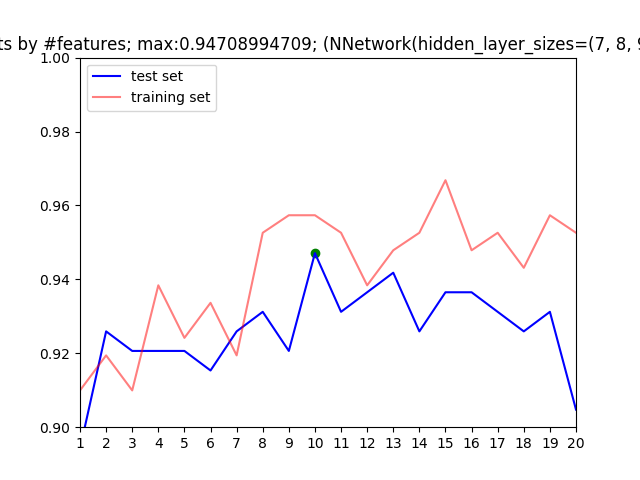 ts by #features; max:0.94708994709; (NNetwork(hidden_layer_sizes=(7, 8, 9
1.00
test set
training set
0.98
0.96
0.94
0.92
0.90
1 2 3 4 5 6 7 8 9 10 11 12 13 14 15 16 17 18 19 20